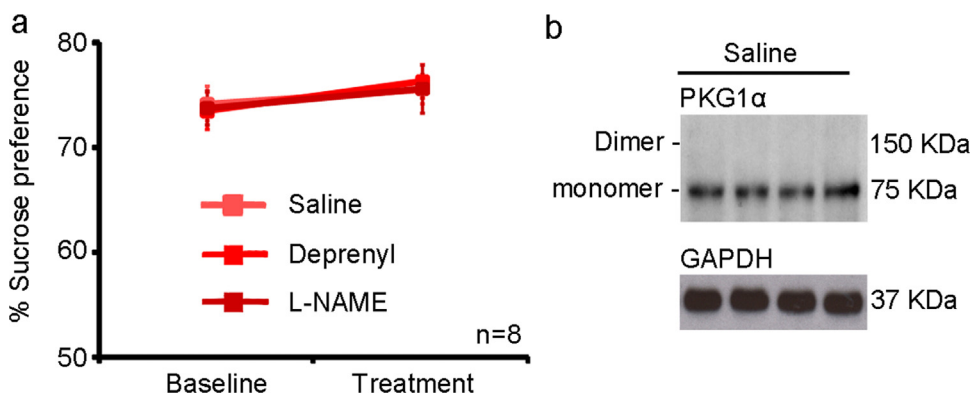 a
% Sucrose preference
80
70
60
50
Saline
Deprenyl
L-NAME
n=8
Baseline Treatment
b
Saline
PKG1α
Dimer - 150 KDa
monomer - 75 KDa
GAPDH
37 KDa